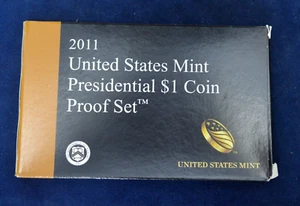 2011
United States Mint
Presidential $1 Coin
Proof Set™
UNITED STATES MINT